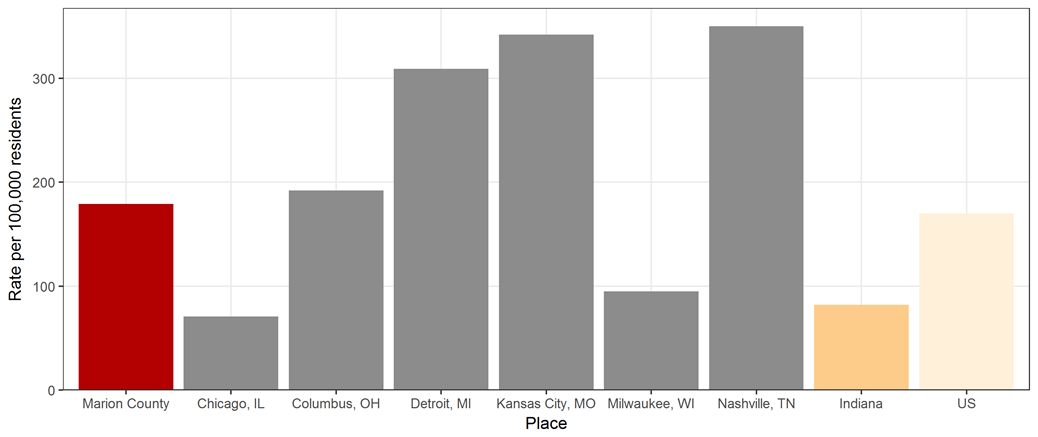 Rate per 100,000 residents
300
200
100
0
Marion County
Chicago, IL
Columbus, OH
Detroit, MI
Kansas City, MO
Milwaukee, WI
Nashville, TN
Indiana
US
Place